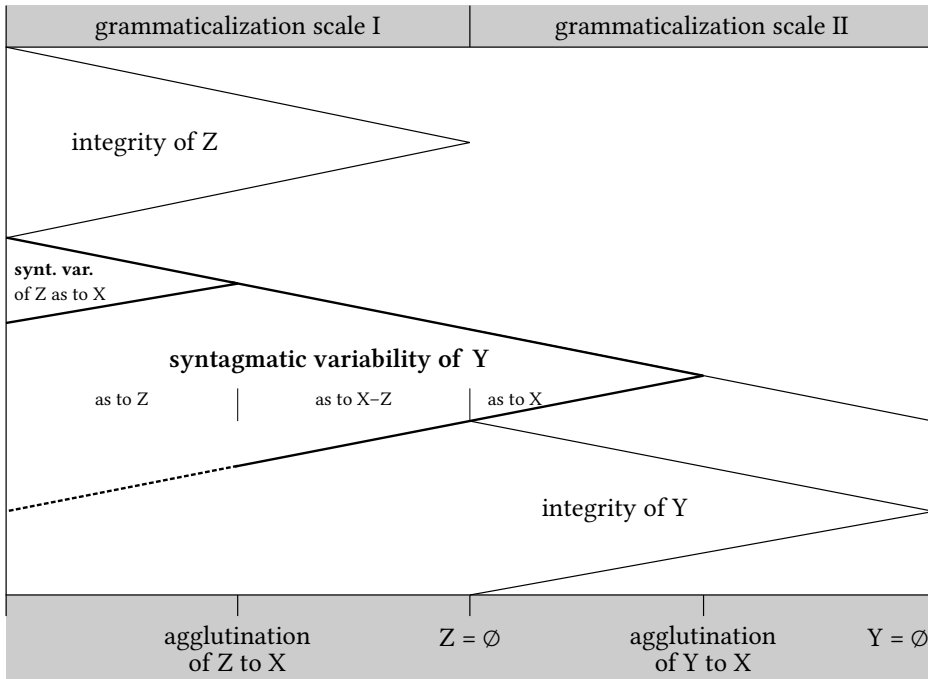 grammaticalization scale I
grammaticalization scale II
integrity of Z
synt. var.
of Z as to X
syntagmatic variability of Y
as to Z
as to X–Z
as to X
integrity of Y
agglutination
of Z to X
Z = ∅
agglutination
of Y to X
Y = ∅